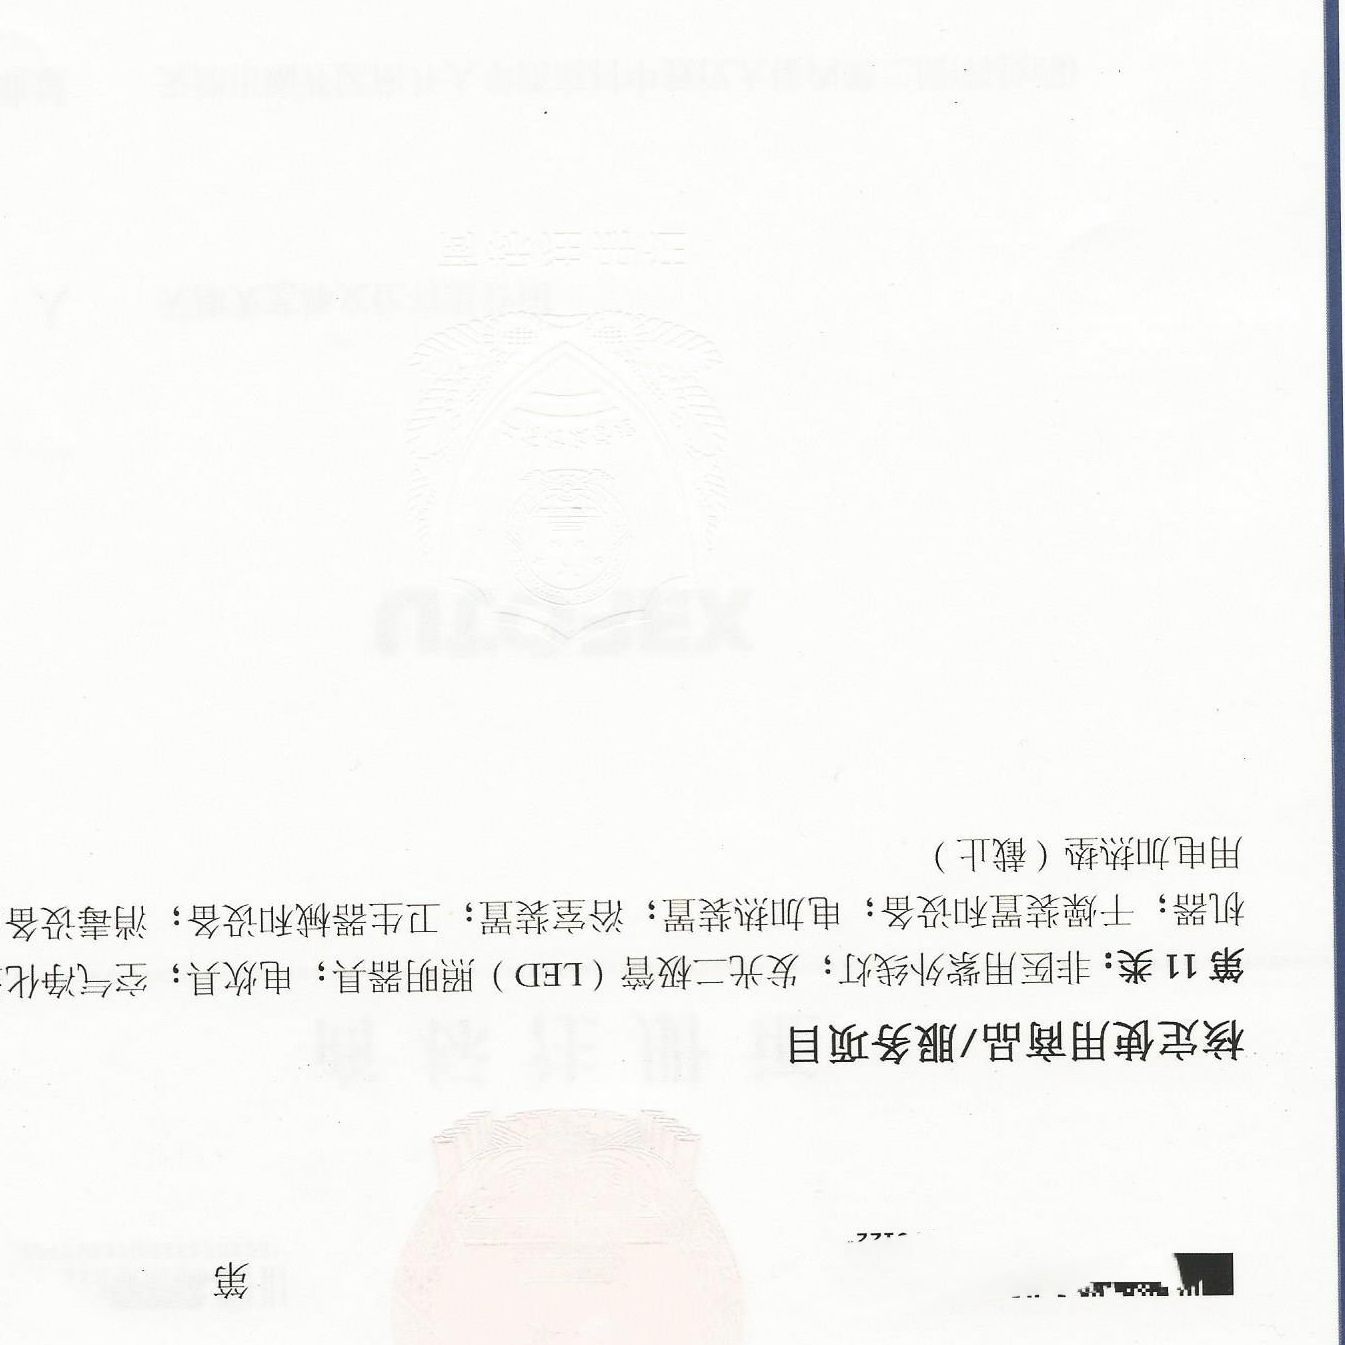 第
核定使用商品/服务项目
第 11 类：非医用紫外线灯；发光二极管（LED）照明器具；电炊具；空气净化
机器；干燥装置和设备；电加热装置；浴室装置；卫生器械和设备；消毒设备
用电加热垫（截止）